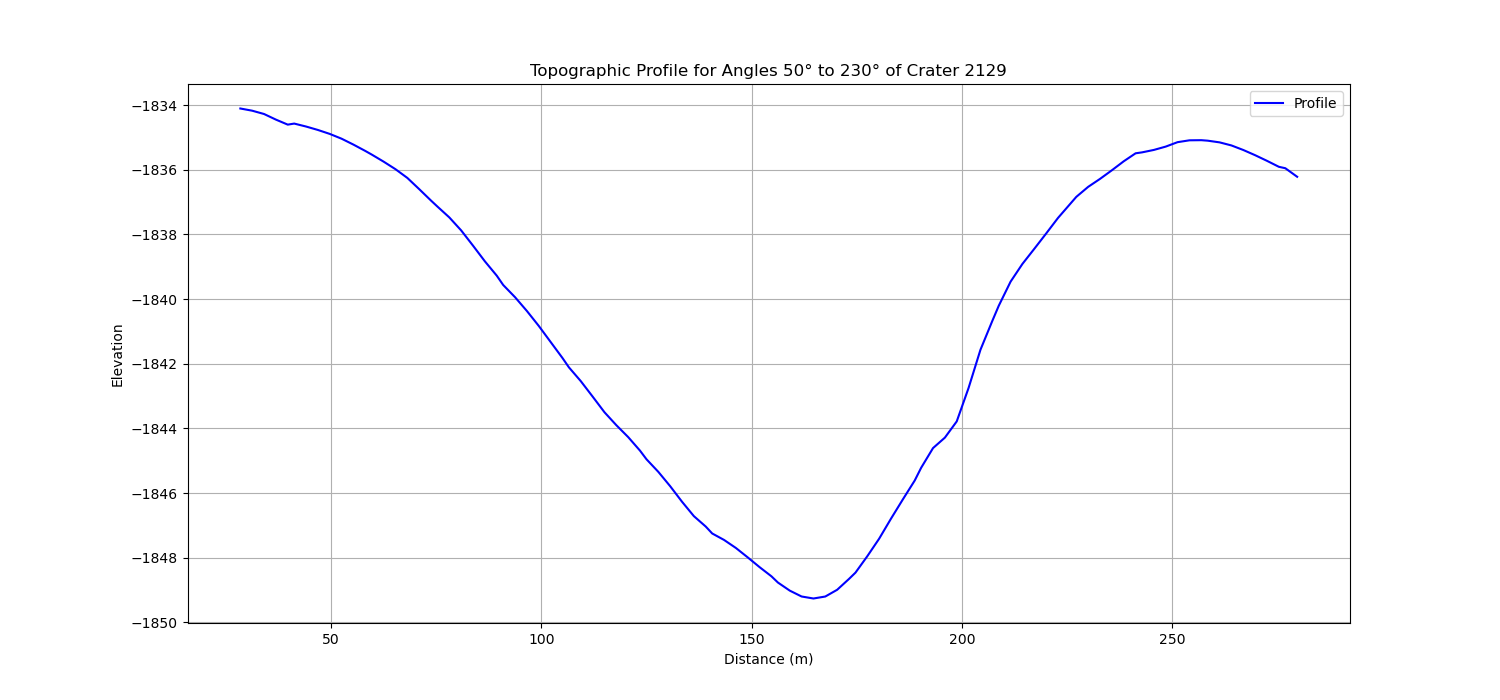 Topographic Profile for Angles 50° to 230° of Crater 2129
Profile
−1834
−1836
−1838
−1840
−1842
−1844
−1846
−1848
−1850
Elevation
50 100 150 200 250
Distance (m)